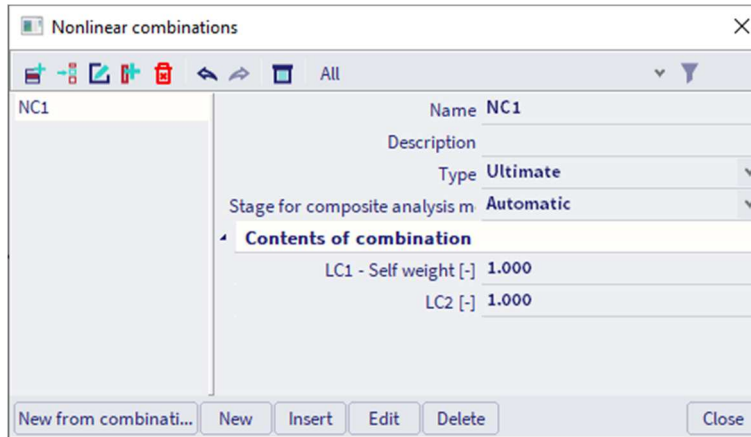 Nonlinear combinations
All
NC1
Name NC1
Description
Type Ultimate
Stage for composite analysis m Automatic
Contents of combination
LC1 - Self weight [-] 1.000
LC2 [-] 1.000
New from combinati... New Insert Edit Delete Close